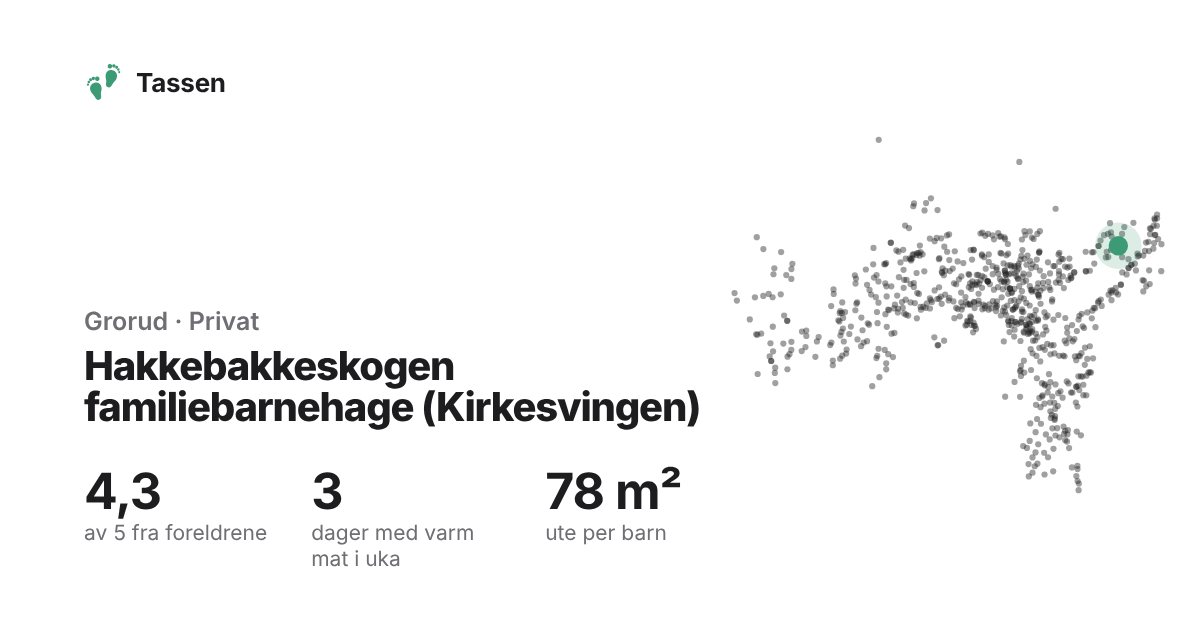 Tassen
Grorud · Privat
Hakkebakkeskogen
familiebarnehage (Kirkesvingen)
4,3
av 5 fra foreldrene
3
dager med varm
mat i uka
78 m²
ute per barn